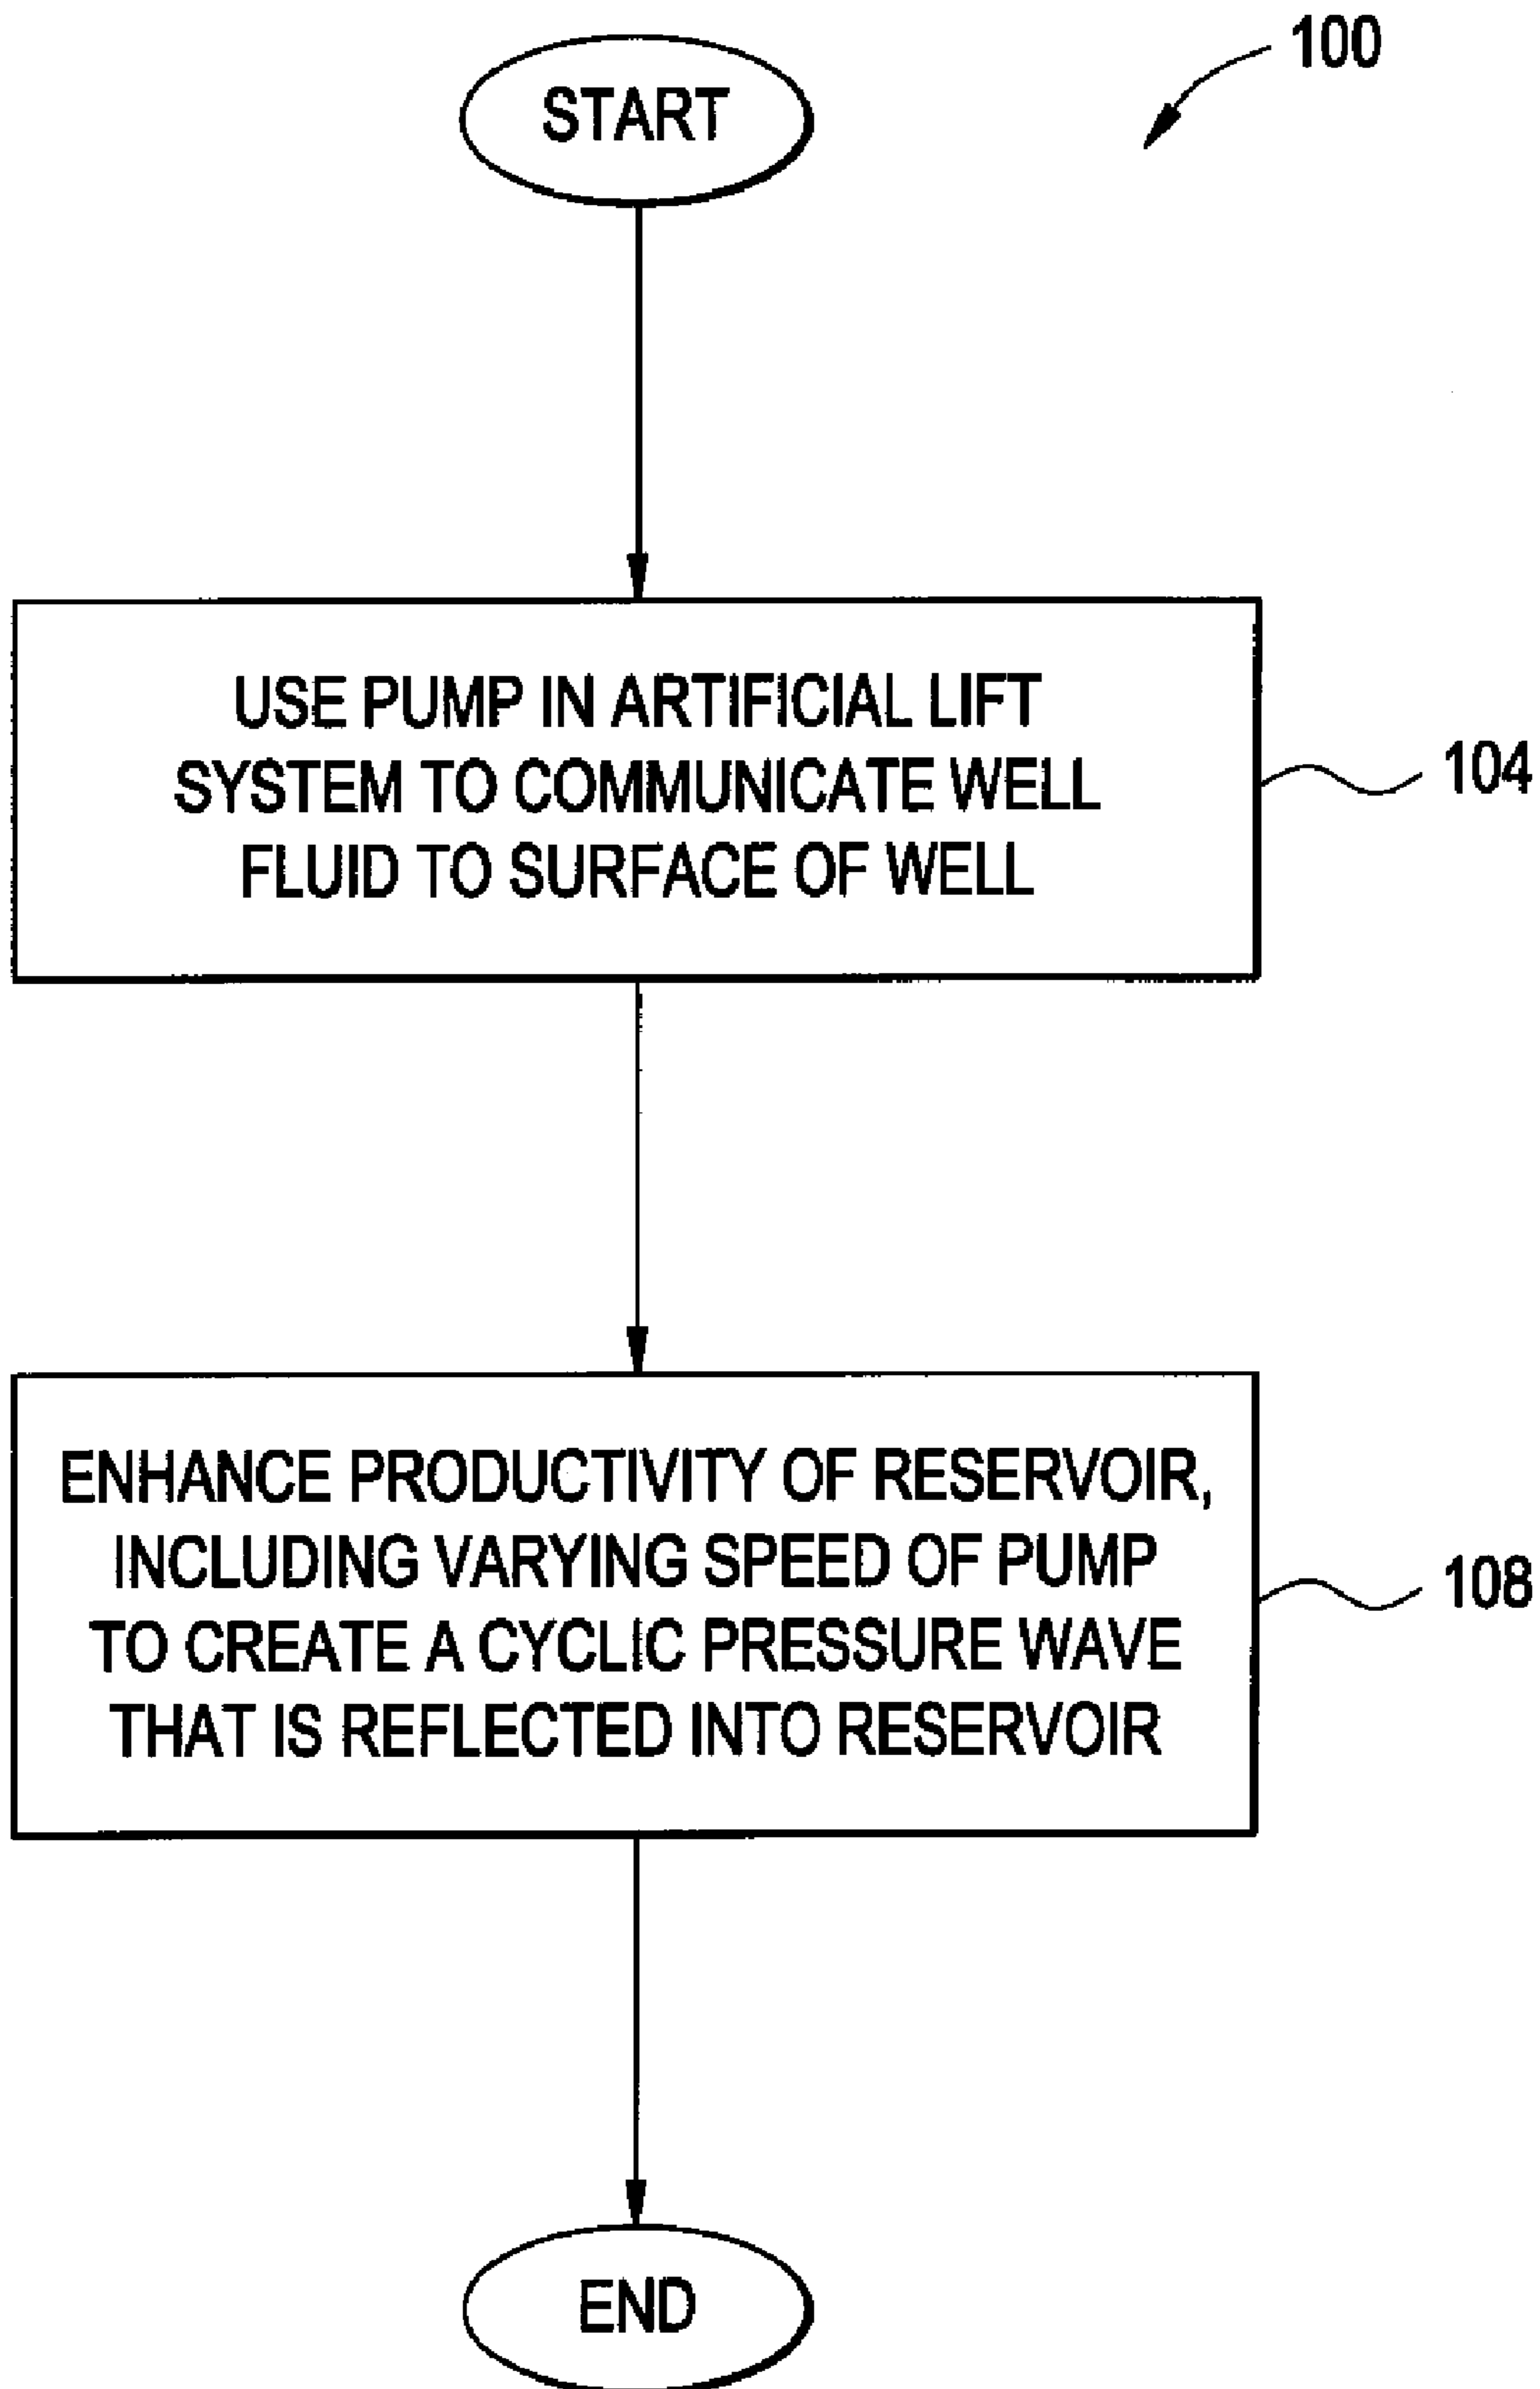 100
START
USE PUMP IN ARTIFICIAL LIFT
SYSTEM TO COMMUNICATE WELL
FLUID TO SURFACE OF WELL
104
ENHANCE PRODUCTIVITY OF RESERVOIR,
INCLUDING VARYING SPEED OF PUMP
TO CREATE A CYCLIC PRESSURE WAVE
THAT IS REFLECTED INTO RESERVOIR
108
END